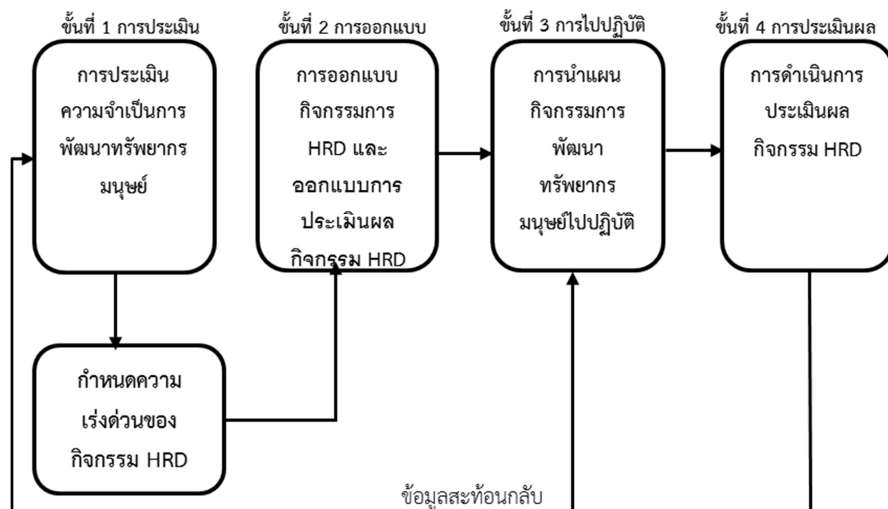 ขั้นที่ 1 การประเมิน
การประเมิน
ความจำเป็นการ
พัฒนาทรัพยากร
มนุษย์
กำหนดความ
เร่งด่วนของ
กิจกรรม HRD
ขั้นที่ 2 การออกแบบ
การออกแบบ
กิจกรรมการ
HRD และ
ออกแบบการ
ประเมินผล
กิจกรรม HRD
ขั้นที่ 3 การไปปฏิบัติ
การนำแผน
กิจกรรมการ
พัฒนา
ทรัพยากร
มนุษย์ไปปฏิบัติ
ขั้นที่ 4 การประเมินผล
การดำเนินการ
ประเมินผล
กิจกรรม HRD
ข้อมูลสะท้อนกลับ